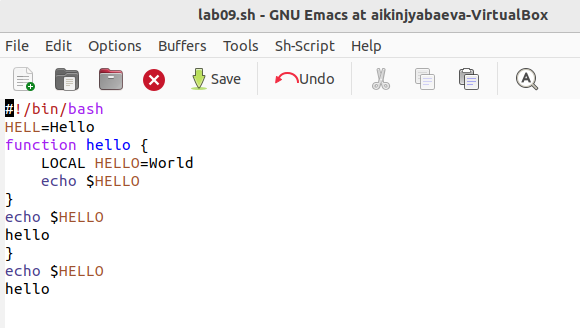 lab09.sh - GNU Emacs at aikinjyabaeva-VirtualBox
File Edit Options Buffers Tools Sh-Script Help
Save Undo
#!/bin/bash
HELL=Hello
function hello {
    LOCAL HELLO=World
    echo $HELLO
}
echo $HELLO
hello
}
echo $HELLO
hello